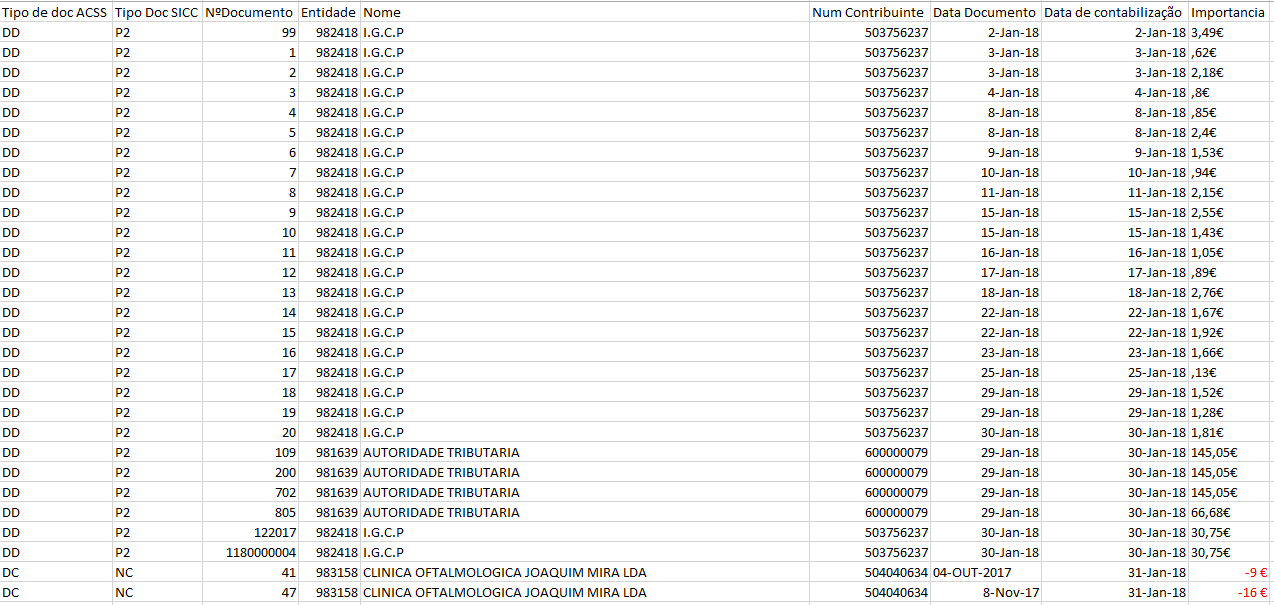 Tipo de doc ACSS Tipo Doc SICC NºDocumento Entidade Nome Num Contribuinte Data Documento Data de contabilização Importancia
DD P2 99 982418 I.G.C.P 503756237 2-Jan-18 2-Jan-18 3,49€
DD P2 1 982418 I.G.C.P 503756237 3-Jan-18 3-Jan-18 ,62€
DD P2 2 982418 I.G.C.P 503756237 3-Jan-18 3-Jan-18 2,18€
DD P2 3 982418 I.G.C.P 503756237 4-Jan-18 4-Jan-18 ,8€
DD P2 4 982418 I.G.C.P 503756237 8-Jan-18 8-Jan-18 ,85€
DD P2 5 982418 I.G.C.P 503756237 8-Jan-18 8-Jan-18 2,4€
DD P2 6 982418 I.G.C.P 503756237 9-Jan-18 9-Jan-18 1,53€
DD P2 7 982418 I.G.C.P 503756237 10-Jan-18 10-Jan-18 ,94€
DD P2 8 982418 I.G.C.P 503756237 11-Jan-18 11-Jan-18 2,15€
DD P2 9 982418 I.G.C.P 503756237 15-Jan-18 15-Jan-18 2,55€
DD P2 10 982418 I.G.C.P 503756237 15-Jan-18 15-Jan-18 1,43€
DD P2 11 982418 I.G.C.P 503756237 16-Jan-18 16-Jan-18 1,05€
DD P2 12 982418 I.G.C.P 503756237 17-Jan-18 17-Jan-18 ,89€
DD P2 13 982418 I.G.C.P 503756237 18-Jan-18 18-Jan-18 2,76€
DD P2 14 982418 I.G.C.P 503756237 22-Jan-18 22-Jan-18 1,67€
DD P2 15 982418 I.G.C.P 503756237 22-Jan-18 22-Jan-18 1,92€
DD P2 16 982418 I.G.C.P 503756237 23-Jan-18 23-Jan-18 1,66€
DD P2 17 982418 I.G.C.P 503756237 25-Jan-18 25-Jan-18 ,13€
DD P2 18 982418 I.G.C.P 503756237 29-Jan-18 29-Jan-18 1,52€
DD P2 19 982418 I.G.C.P 503756237 29-Jan-18 29-Jan-18 1,28€
DD P2 20 982418 I.G.C.P 503756237 30-Jan-18 30-Jan-18 1,81€
DD P2 109 981639 AUTORIDADE TRIBUTARIA 600000079 29-Jan-18 30-Jan-18 145,05€
DD P2 200 981639 AUTORIDADE TRIBUTARIA 600000079 29-Jan-18 30-Jan-18 145,05€
DD P2 702 981639 AUTORIDADE TRIBUTARIA 600000079 29-Jan-18 30-Jan-18 145,05€
DD P2 805 981639 AUTORIDADE TRIBUTARIA 600000079 29-Jan-18 30-Jan-18 66,68€
DD P2 122017 982418 I.G.C.P 503756237 30-Jan-18 30-Jan-18 30,75€
DD P2 1180000004 982418 I.G.C.P 503756237 30-Jan-18 30-Jan-18 30,75€
DC NC 41 983158 CLINICA OFTALMOLOGICA JOAQUIM MIRA LDA 504040634 04-OUT-2017 31-Jan-18 -9 €
DC NC 47 983158 CLINICA OFTALMOLOGICA JOAQUIM MIRA LDA 504040634 8-Nov-17 31-Jan-18 -16 €